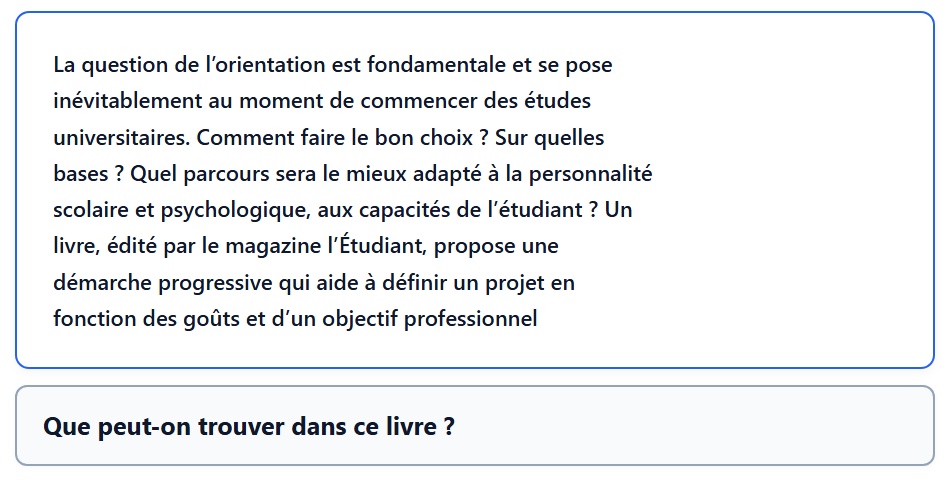 La question de l’orientation est fondamentale et se pose
inévitablement au moment de commencer des études
universitaires. Comment faire le bon choix ? Sur quelles
bases ? Quel parcours sera le mieux adapté à la personnalité
scolaire et psychologique, aux capacités de l’étudiant ? Un
livre, édité par le magazine l’Étudiant, propose une
démarche progressive qui aide à définir un projet en
fonction des goûts et d’un objectif professionnel
Que peut-on trouver dans ce livre ?